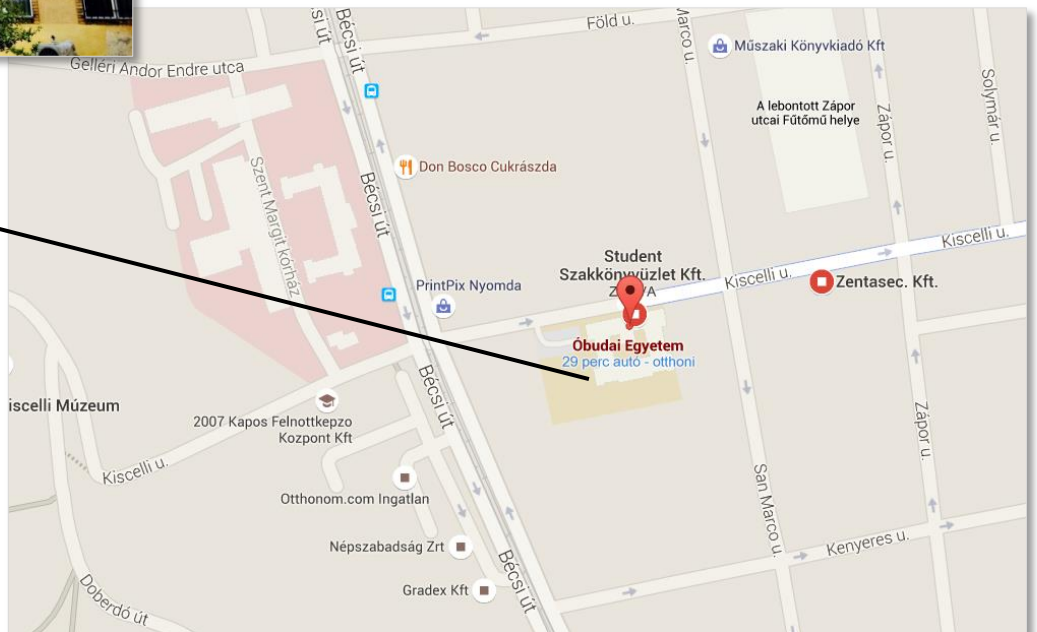 Földu.
Marco u.
Bécsi út
si út
Műszaki Könyvkiadó Kft
Gelléri Andor Endre utca
Solymár u.
A lebontott Zápor
utcai Fűtőmű helye
Zápor u.
Don Bosco Cukrászda
Szent Margit kórház
Bécsi út
Kiscelli u.
Student
Szakkönyvüzlet Kft.
Kiscelli u.
Zentasec. Kft.
PrintPix Nyomda
Óbudai Egyetem
29 perc autó - otthoni
Bécsi út
iscelli Múzeum
2007 Kapos Felnottkepzo
Kozpont Kft
Zápor u.
Kiscelli u.
Otthonom.com Ingatlan
San Marco u.
Népszabadság Zrt
Kenyeres u.
Bécsi út
Gradex Kft
Doberdó út